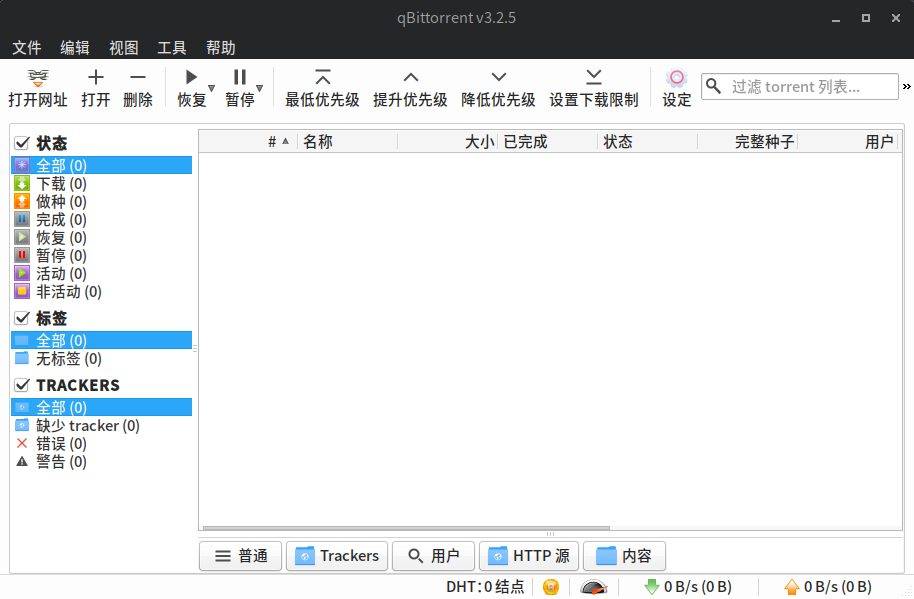 qBittorrent v3.2.5
文件 编辑 视图 工具 帮助
打开网址 打开 删除 恢复 暂停 最低优先级 提升优先级 降低优先级 设置下载限制 设定 过滤 torrent 列表... »
状态
全部 (0)
下载 (0)
做种 (0)
完成 (0)
恢复 (0)
暂停 (0)
活动 (0)
非活动 (0)
标签
全部 (0)
无标签 (0)
TRACKERS
全部 (0)
缺少 tracker (0)
错误 (0)
警告 (0)
# 名称 大小 已完成 状态 完整种子 用户
普通 Trackers 用户 HTTP 源 内容
DHT：0 结点 0 B/s (0 B) 0 B/s (0 B)